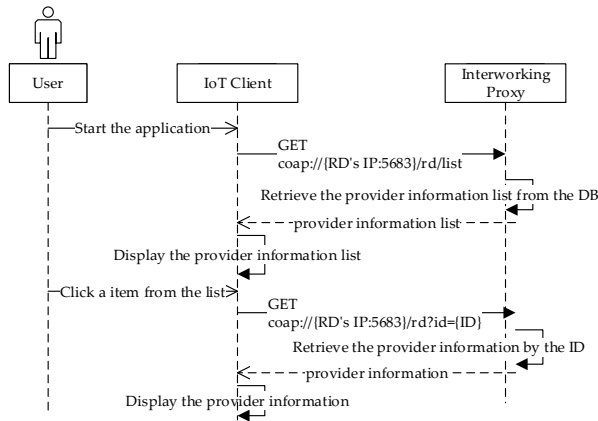 User
IoT Client
Interworking
Proxy
Start the application
GET
coap://{RD's IP:5683}/rd/list
Retrieve the provider information list from the DB
provider information list
Display the provider information list
Click a item from the list
GET
coap://{RD's IP:5683}/rd?id={ID}
Retrieve the provider information by the ID
provider information
Display the provider information